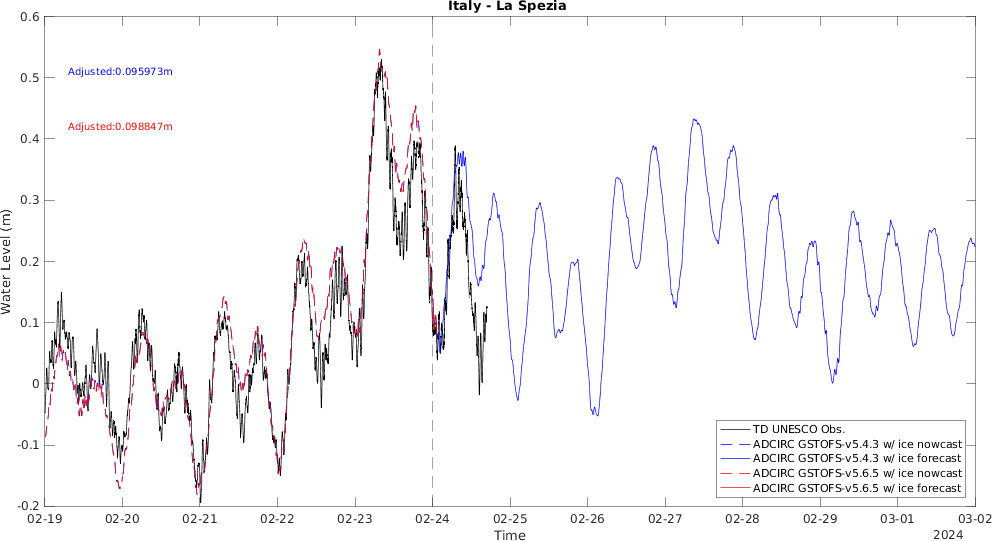 Italy - La Spezia
0.6
0.5
0.4
0.3
0.2
0.1
0
-0.1
-0.2
Water Level (m)
Adjusted:0.095973m
Adjusted:0.098847m
TD UNESCO Obs.
ADCIRC GSTOFS-v5.4.3 w/ ice nowcast
ADCIRC GSTOFS-v5.4.3 w/ ice forecast
ADCIRC GSTOFS-v5.6.5 w/ ice nowcast
ADCIRC GSTOFS-v5.6.5 w/ ice forecast
02-19 02-20 02-21 02-22 02-23 02-24 02-25 02-26 02-27 02-28 02-29 03-01 03-02
Time
2024